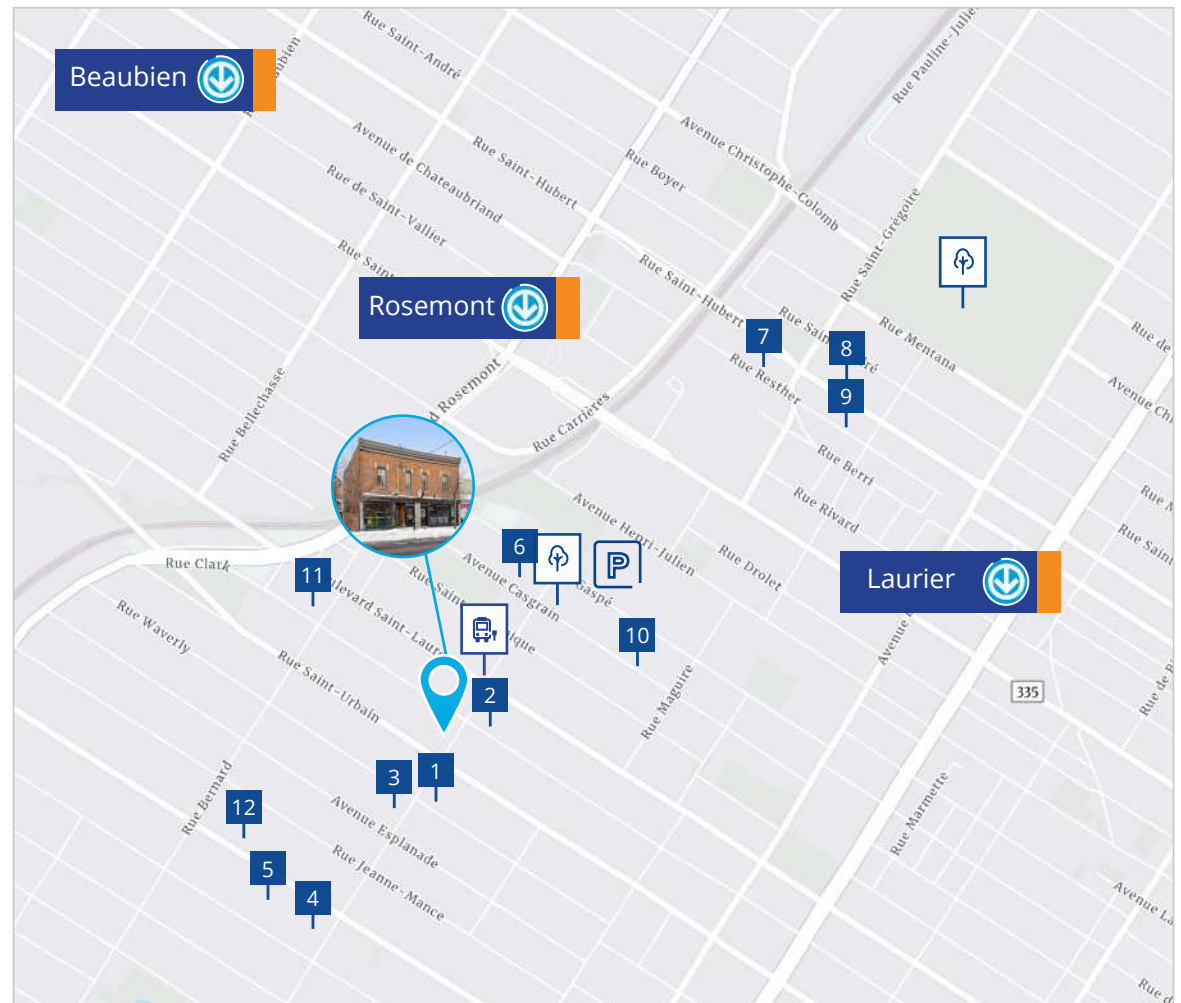 Rue Saint-André
Beaubien
Rue Pauline-Julien
Avenue Christophe-Colomb
Avenue de Chateaubriand
Rue Saint-Hubert
Rue Boyer
Rue de Saint-Vallier
Rue Saint-Grégoire
Rosemont
Rue Saint-Hubert
Rue Mentana
7
8
Rue Resther
9
Rue Bellechasse
Rue Carrières
Rue Berri
Rue Rivard
Avenue Henri-Julien
6
P
Rue Drolet
Laurier
Rue Clark
11
Avenue Casgrain
Gaspé
Rue Waverly
10
Rue Saint-Urbain
2
Rue Maguire
335
3
1
Rue Bernard
12
Avenue Esplanade
Rue Marmette
5
Rue Jeanne-Mance
4